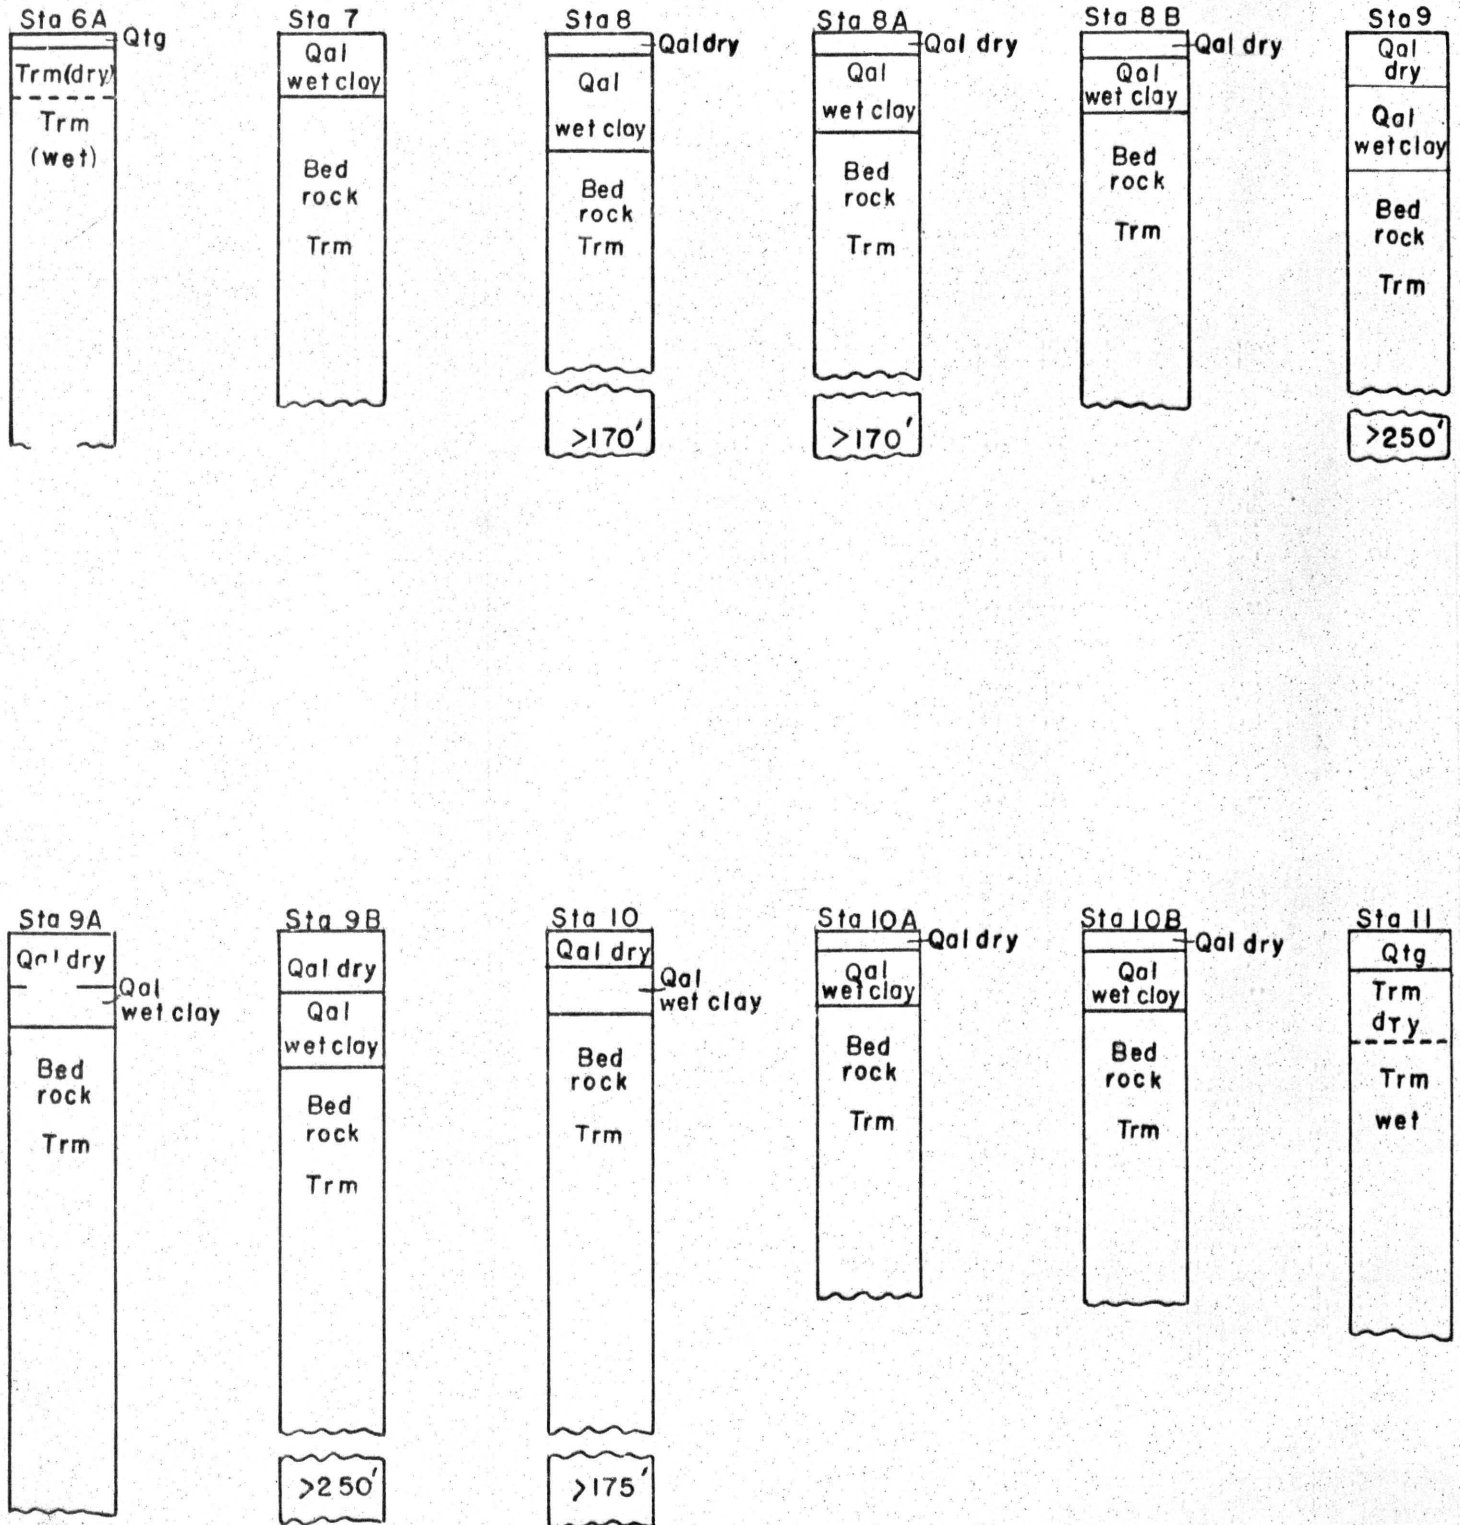 Sta 6A
Qtg
Trm(dry)
Trm
(wet)
Sta 7
Qal
wet clay
Bed
rock
Trm
Sta 8
Qal dry
Qal
wet clay
Bed
rock
Trm
>170'
Sta 8A
Qal dry
Qal
wet clay
Bed
rock
Trm
>170'
Sta 8B
Qal dry
Qal
wet clay
Bed
rock
Trm
Sta 9
Qal
dry
Qal
wet clay
Bed
rock
Trm
>250'
Sta 9A
Qal dry
Qal
wet clay
Bed
rock
Trm
Sta 9B
Qal dry
Qal
wet clay
Bed
rock
Trm
>250'
Sta 10
Qal dry
Qal
wet clay
Bed
rock
Trm
>175'
Sta 10A
Qal dry
Qal
wet clay
Bed
rock
Trm
Sta 10B
Qal dry
Qal
wet clay
Bed
rock
Trm
Sta 11
Qtg
Trm
dry
Trm
wet